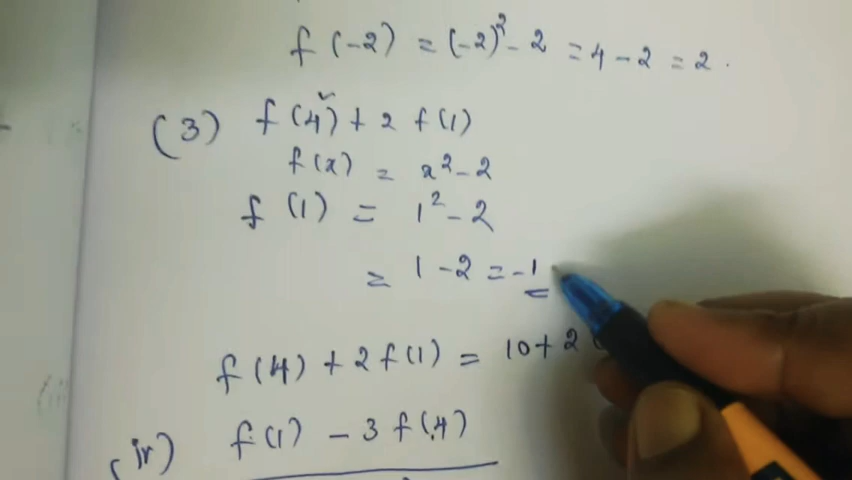 f(-2) = (-2)² - 2 = 4 - 2 = 2.
(3) f(4) + 2 f(1)
f(x) = x² - 2
f(1) = 1² - 2
= 1 - 2 = -1
f(4) + 2 f(1) = 10 + 2 (
(iv) f(1) - 3 f(4)